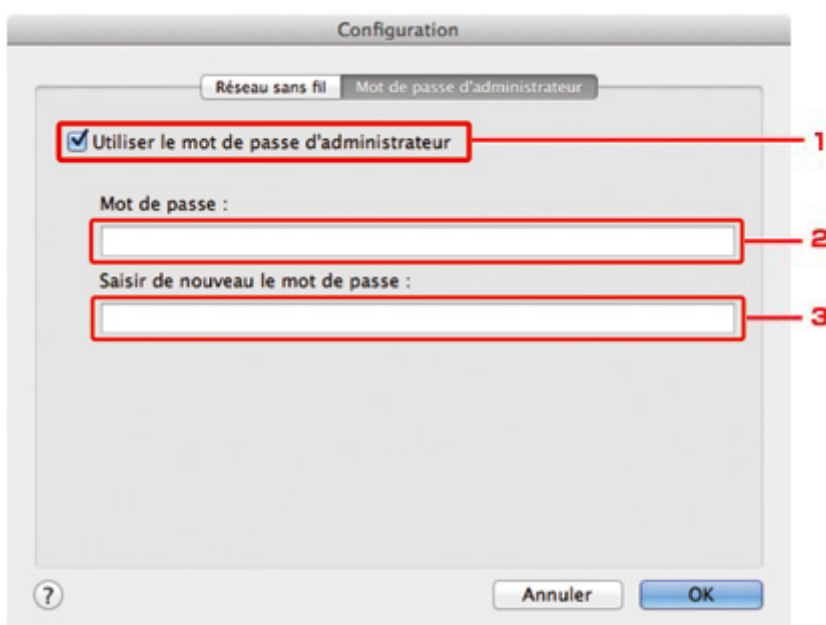 Configuration
Réseau sans fil Mot de passe d'administrateur
Utiliser le mot de passe d'administrateur 1
Mot de passe :
2
Saisir de nouveau le mot de passe :
3
? Annuler OK